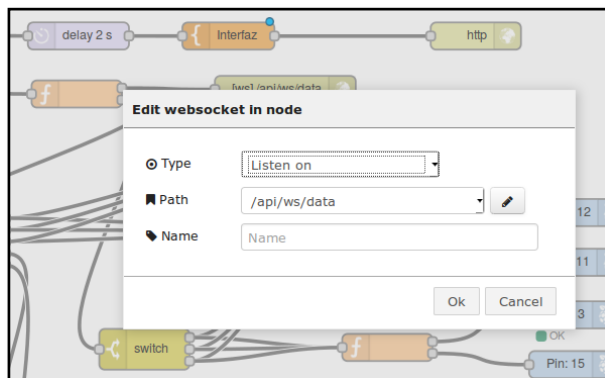 delay 2 s
Interfaz
http
[ws] /api/ws/data
Edit websocket in node
Type
Listen on
Path
/api/ws/data
Name
Name
12
11
Ok
Cancel
3
OK
switch
Pin: 15